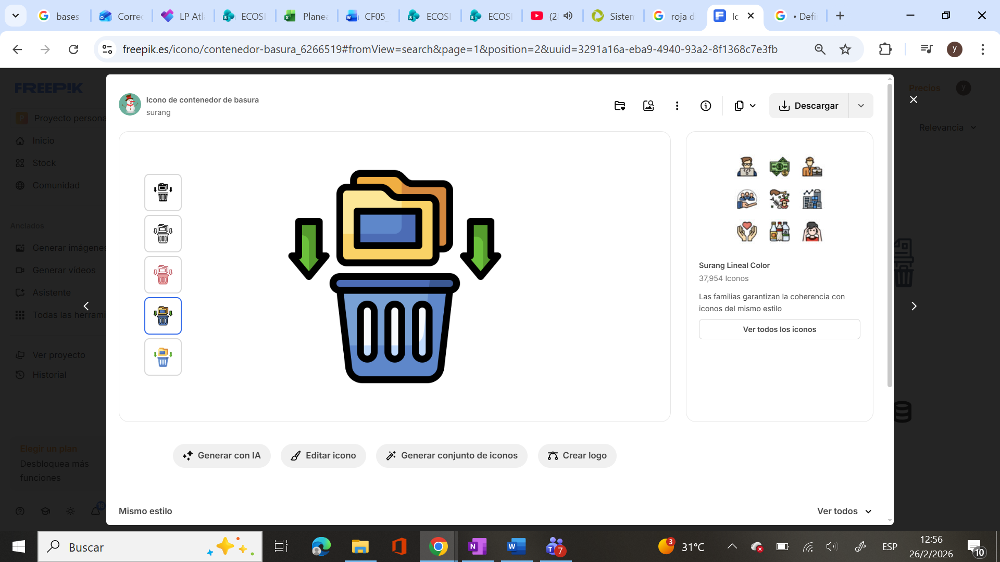 bases
Corre
LP Atl
ECOSI
Planea
CF05_
ECOSI
ECOSI
(2
Sisten
roja d
Ic
• Defi
freepik.es/icono/contenedor-basura_6266519#fromView=search&page=1&position=2&uuid=3291a16a-eba9-4940-93a2-8f1368c7e3fb
y
FREEPIK
Precios
y
P
Proyecto persona
Inicio
Stock
Comunidad
Anclados
Generar imágenes
Generar vídeos
Asistente
Todas las herrami
Ver proyecto
Historial
Elegir un plan
Desbloquea más
funciones
16
Relevancia
Icono de contenedor de basura
surang
Descargar
Surang Lineal Color
37,954 Iconos
Las familias garantizan la coherencia con
iconos del mismo estilo
Ver todos los iconos
Generar con IA
Editar icono
Generar conjunto de iconos
Crear logo
Mismo estilo
Ver todos
Buscar
N
W
T
7
3
31°C
ESP
12:56
26/2/2026
10